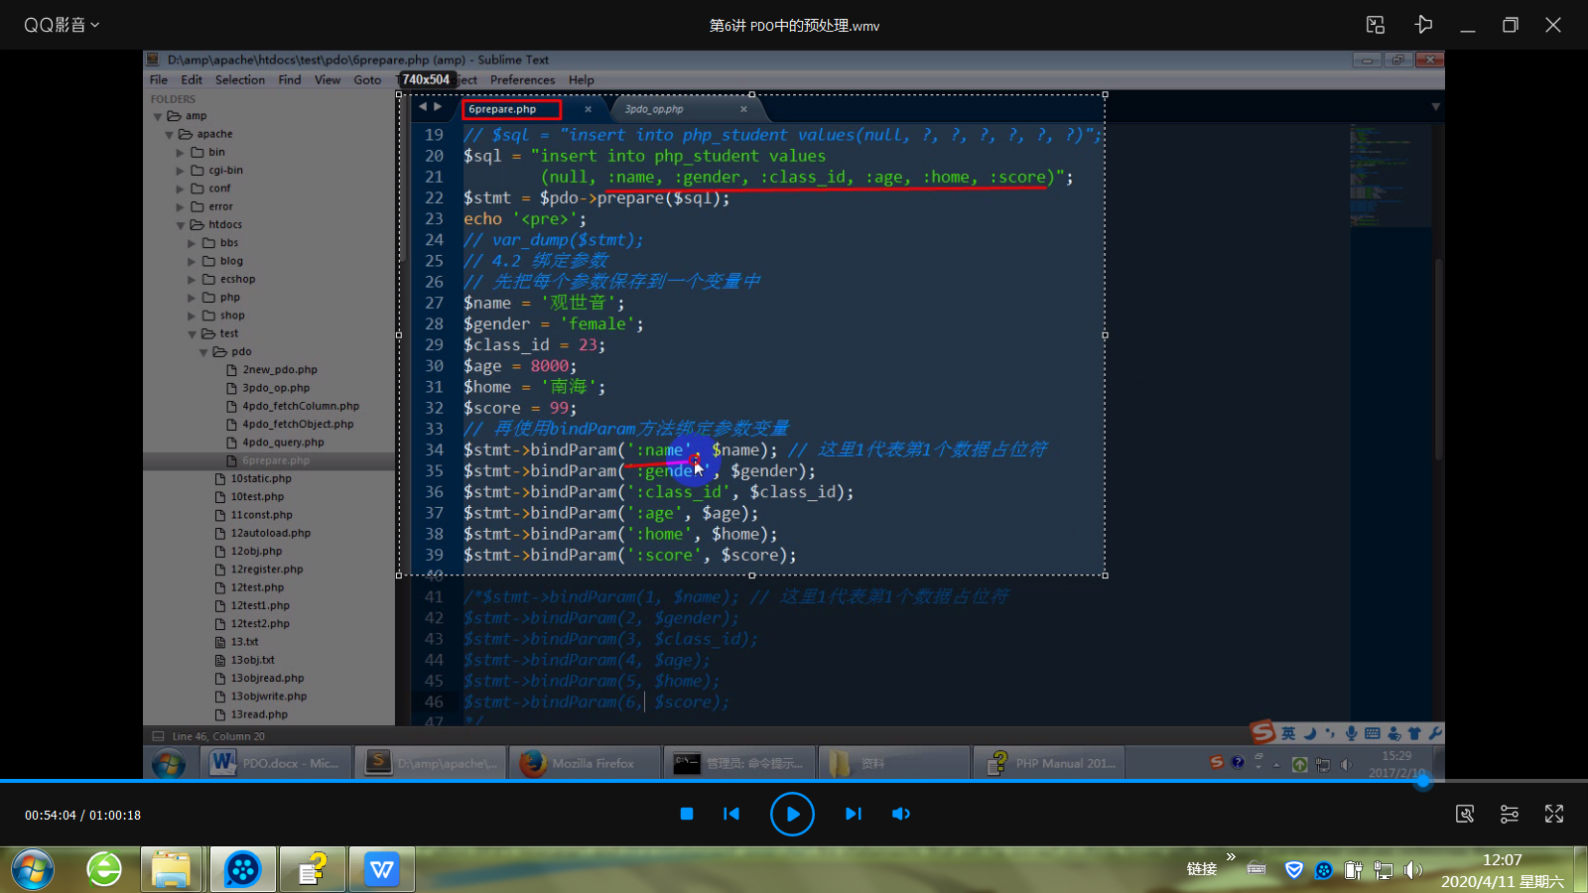 QQ影音
第6讲 PDO中的预处理.wmv
D:\amp\apache\htdocs\test\pdo\6prepare.php (amp) - Sublime Text
File Edit Selection Find View Goto 740x504 ect Preferences Help
FOLDERS
amp
apache
bin
cgi-bin
conf
error
htdocs
bbs
blog
ecshop
php
shop
test
pdo
2new_pdo.php
3pdo_op.php
4pdo_fetchColumn.php
4pdo_fetchObject.php
4pdo_query.php
6prepare.php
10static.php
10test.php
11const.php
12autoload.php
12obj.php
12register.php
12test.php
12test1.php
12test2.php
13.txt
13obj.txt
13objread.php
13objwrite.php
13read.php
6prepare.php
3pdo_op.php
19 // $sql = "insert into php_student values(null, ?, ?, ?, ?, ?, ?)";
20 $sql = "insert into php_student values
21 (null, :name, :gender, :class_id, :age, :home, :score)";
22 $stmt = $pdo->prepare($sql);
23 echo '<pre>';
24 // var_dump($stmt);
25 // 4.2 绑定参数
26 // 先把每个参数保存到一个变量中
27 $name = '观世音';
28 $gender = 'female';
29 $class_id = 23;
30 $age = 8000;
31 $home = '南海';
32 $score = 99;
33 // 再使用bindParam方法绑定参数变量
34 $stmt->bindParam(':name', $name); // 这里1代表第1个数据占位符
35 $stmt->bindParam(':gender', $gender);
36 $stmt->bindParam(':class_id', $class_id);
37 $stmt->bindParam(':age', $age);
38 $stmt->bindParam(':home', $home);
39 $stmt->bindParam(':score', $score);
40
41 /*$stmt->bindParam(1, $name); // 这里1代表第1个数据占位符
42 $stmt->bindParam(2, $gender);
43 $stmt->bindParam(3, $class_id);
44 $stmt->bindParam(4, $age);
45 $stmt->bindParam(5, $home);
46 $stmt->bindParam(6, $score);
47 */
Line 46, Column 20
英
PDO.docx - Mic...
D:\amp\apache\...
Mozilla Firefox
管理员: 命令提示...
资料
PHP Manual 201...
15:29
2017/2/10
00:54:04 / 01:00:18
链接
12:07
2020/4/11 星期六